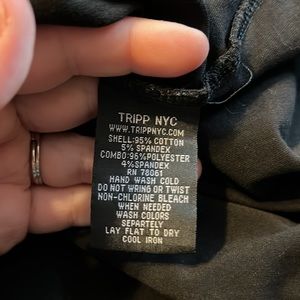 TRIPP NYC
WWW.TRIPPNYC.COM
SHELL:95% COTTON
5% SPANDEX
COMBO:96%POLYESTER
4%SPANDEX
RN 78061
HAND WASH COLD
DO NOT WRING OR TWIST
NON-CHLORINE BLEACH
WHEN NEEDED
WASH COLORS
SEPARTELY
LAY FLAT TO DRY
COOL IRON